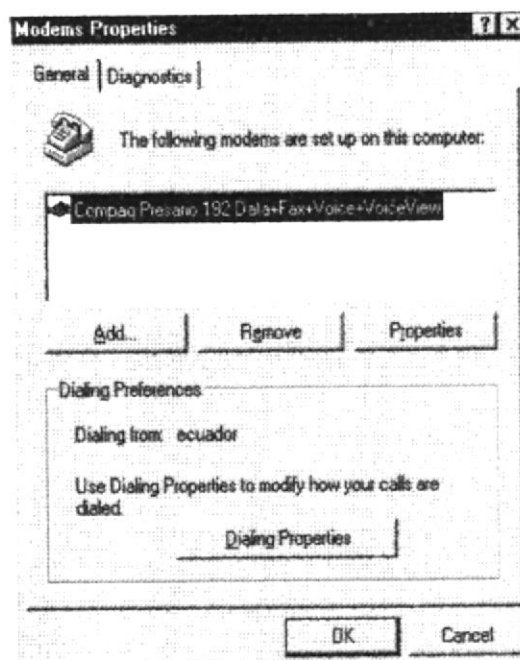 Modems Properties ? X
General Diagnostics
The following modems are set up on this computer:
Compaq Presario 192 Data+Fax+Voice+VoiceView
Add... Remove Properties
Dialing Preferences
Dialing from: ecuador
Use Dialing Properties to modify how your calls are
dialed.
Dialing Properties
OK Cancel